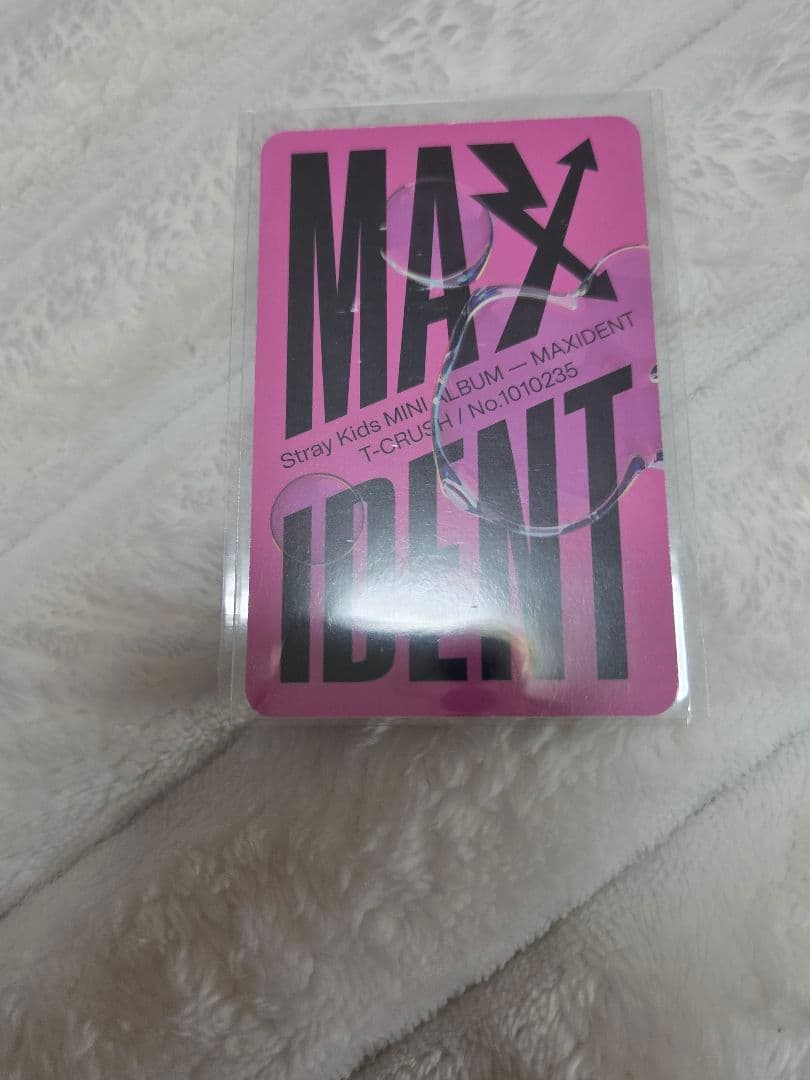 MAX
Stray Kids MINI ALBUM — MAXIDENT
T-CRUSH / No.1010235
IDENT